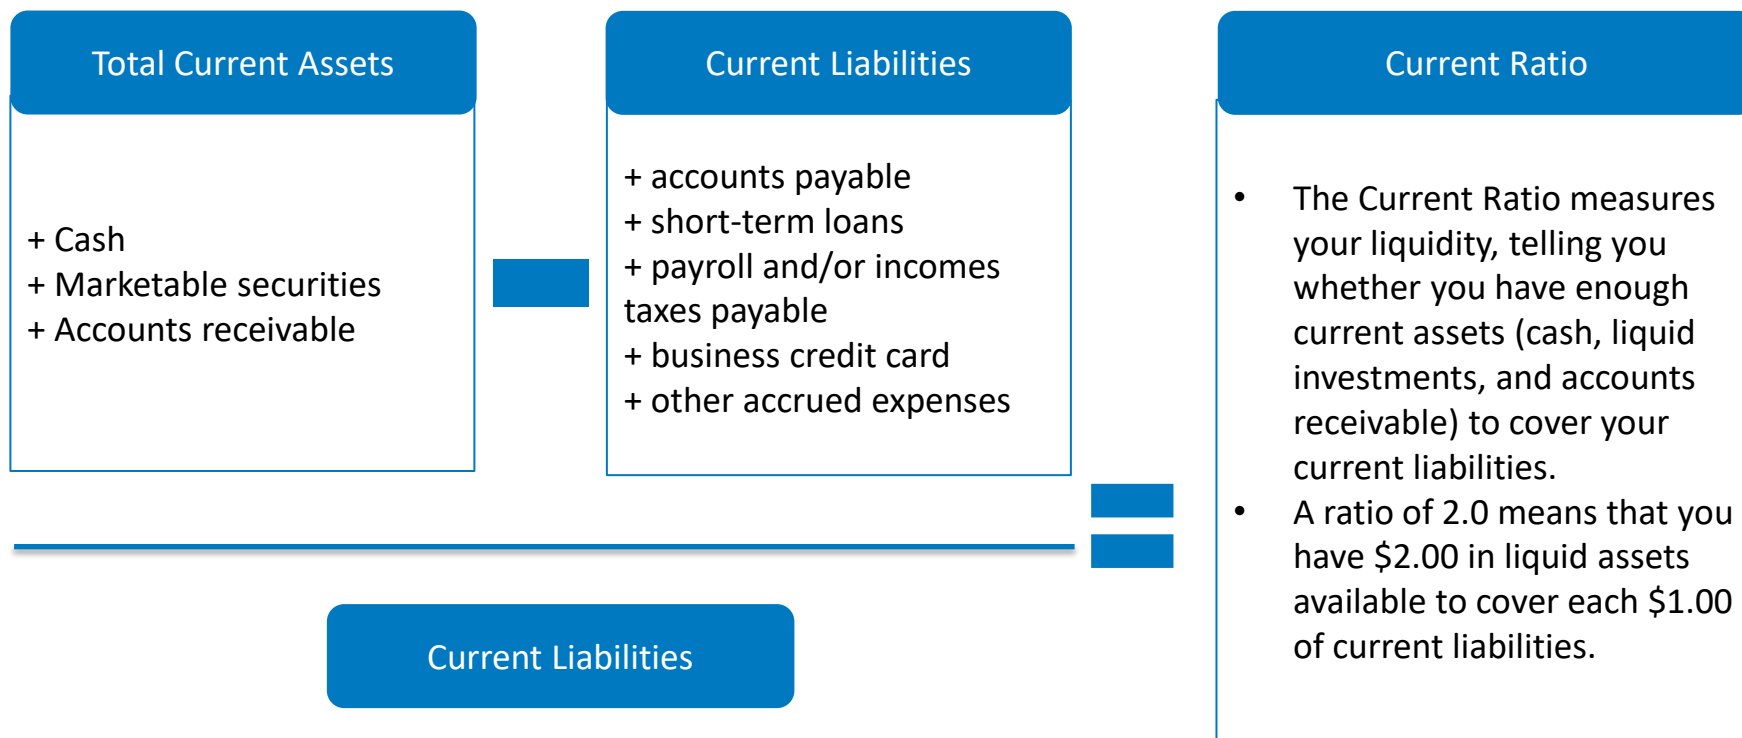 Total Current Assets
+ Cash
+ Marketable securities
+ Accounts receivable
Current Liabilities
+ accounts payable
+ short-term loans
+ payroll and/or incomes
taxes payable
+ business credit card
+ other accrued expenses
Current Liabilities
Current Ratio
• The Current Ratio measures
your liquidity, telling you
whether you have enough
current assets (cash, liquid
investments, and accounts
receivable) to cover your
current liabilities.
• A ratio of 2.0 means that you
have $2.00 in liquid assets
available to cover each $1.00
of current liabilities.